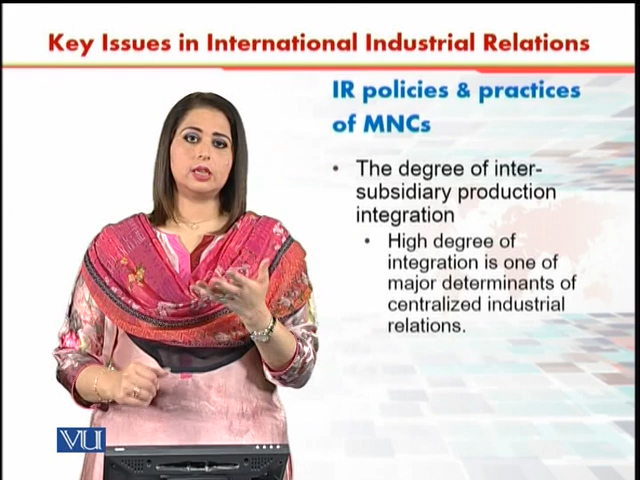 Key Issues in International Industrial Relations
IR policies & practices
of MNCs
• The degree of inter-
subsidiary production
integration
• High degree of
integration is one of
major determinants of
centralized industrial
relations.
VU